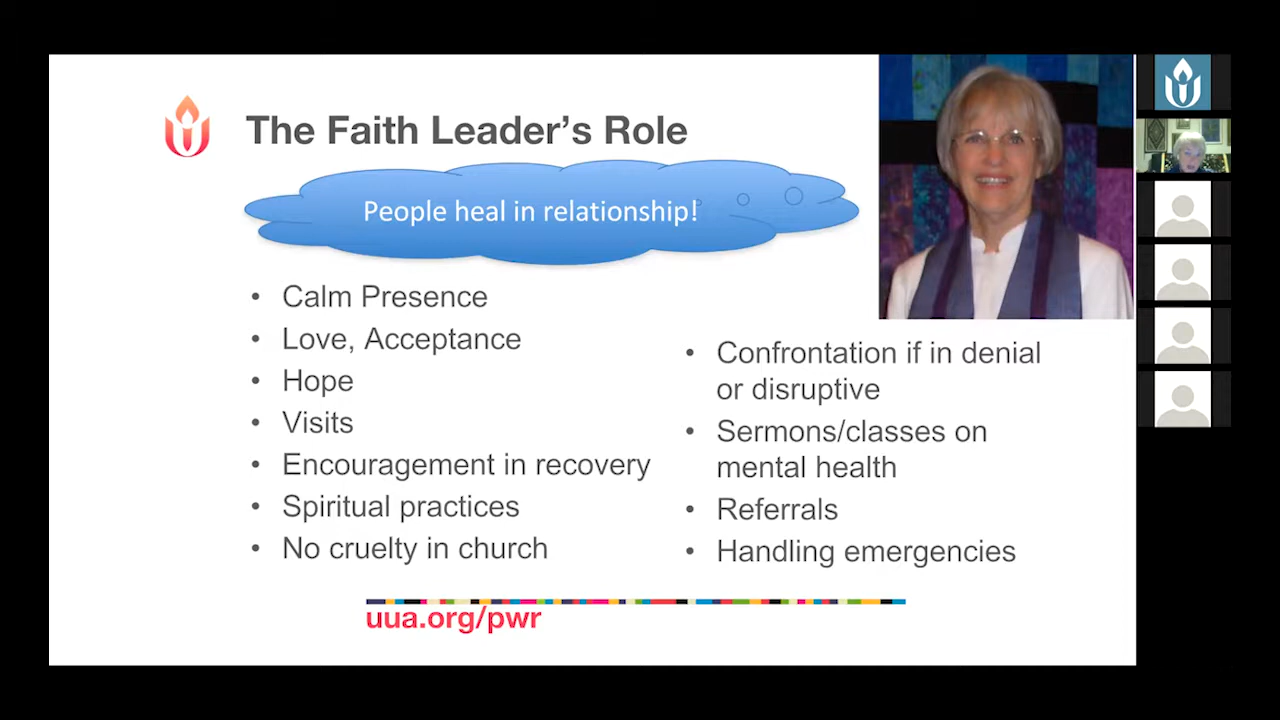 The Faith Leader's Role
People heal in relationship!
• Calm Presence
• Love, Acceptance
• Hope
• Visits
• Encouragement in recovery
• Spiritual practices
• No cruelty in church
• Confrontation if in denial
or disruptive
• Sermons/classes on
mental health
• Referrals
• Handling emergencies
uua.org/pwr